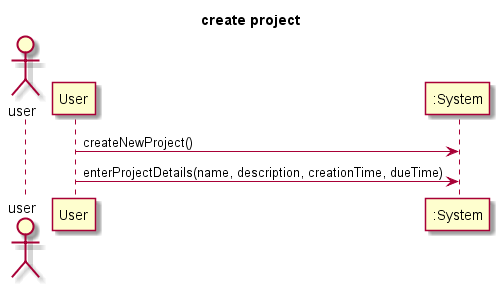 create project
user
User
:System
createNewProject()
enterProjectDetails(name, description, creationTime, dueTime)
user
User
:System